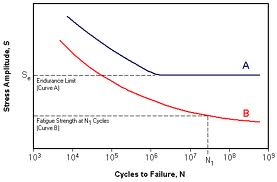 Stress Amplitude, S
A
Sₑ
Endurance Limit
(Curve A)
B
Fatigue Strength at N₁ Cycles
(Curve B)
10³ 10⁴ 10⁵ 10⁶ 10⁷ 10⁸ 10⁹
N₁
Cycles to Failure, N